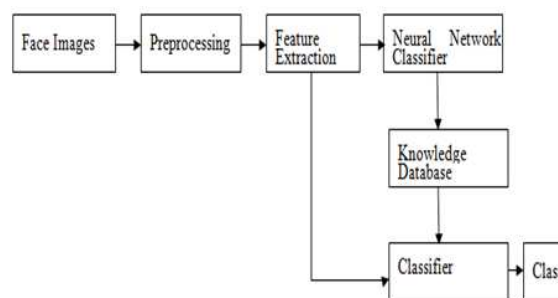 Face Images
Preprocessing
Feature
Extraction
Neural Network
Classifier
Knowledge
Database
Classifier